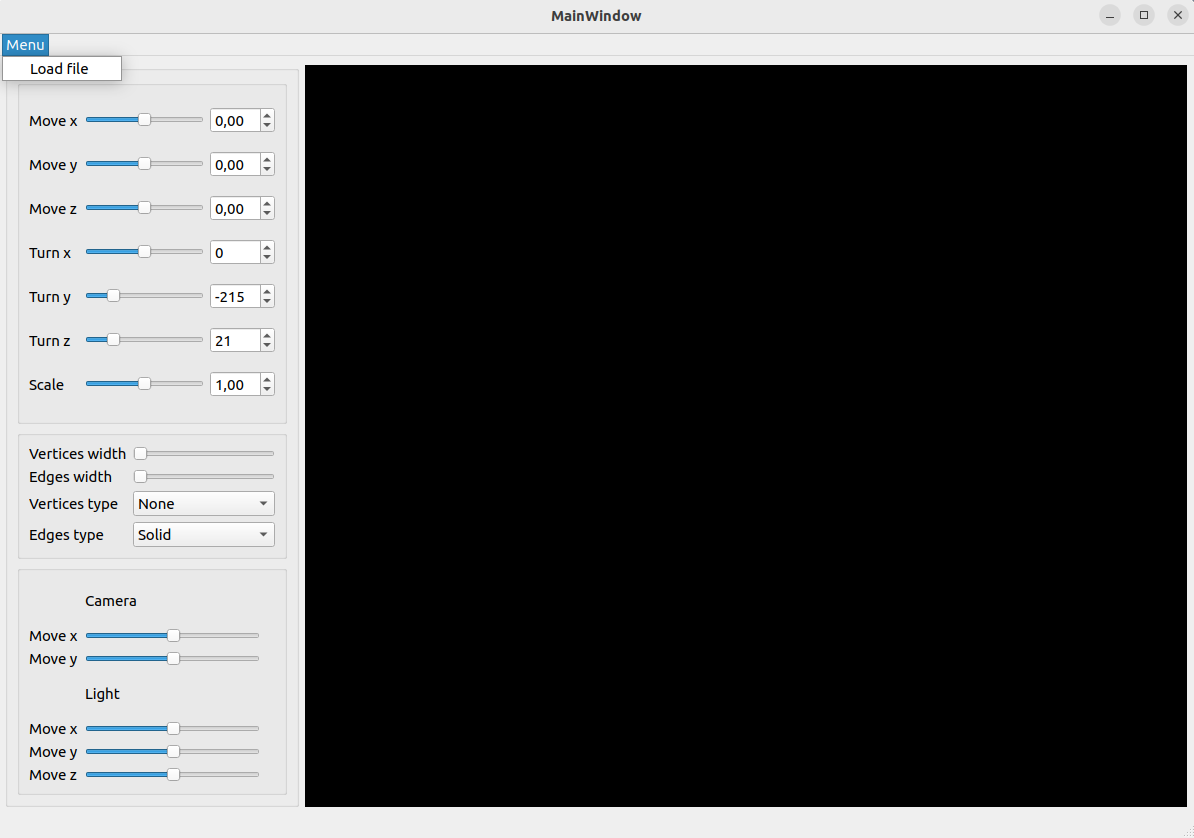 MainWindow
Menu
Load file
Move x 0,00
Move y 0,00
Move z 0,00
Turn x 0
Turn y -215
Turn z 21
Scale 1,00
Vertices width
Edges width
Vertices type None
Edges type Solid
Camera
Move x
Move y
Light
Move x
Move y
Move z